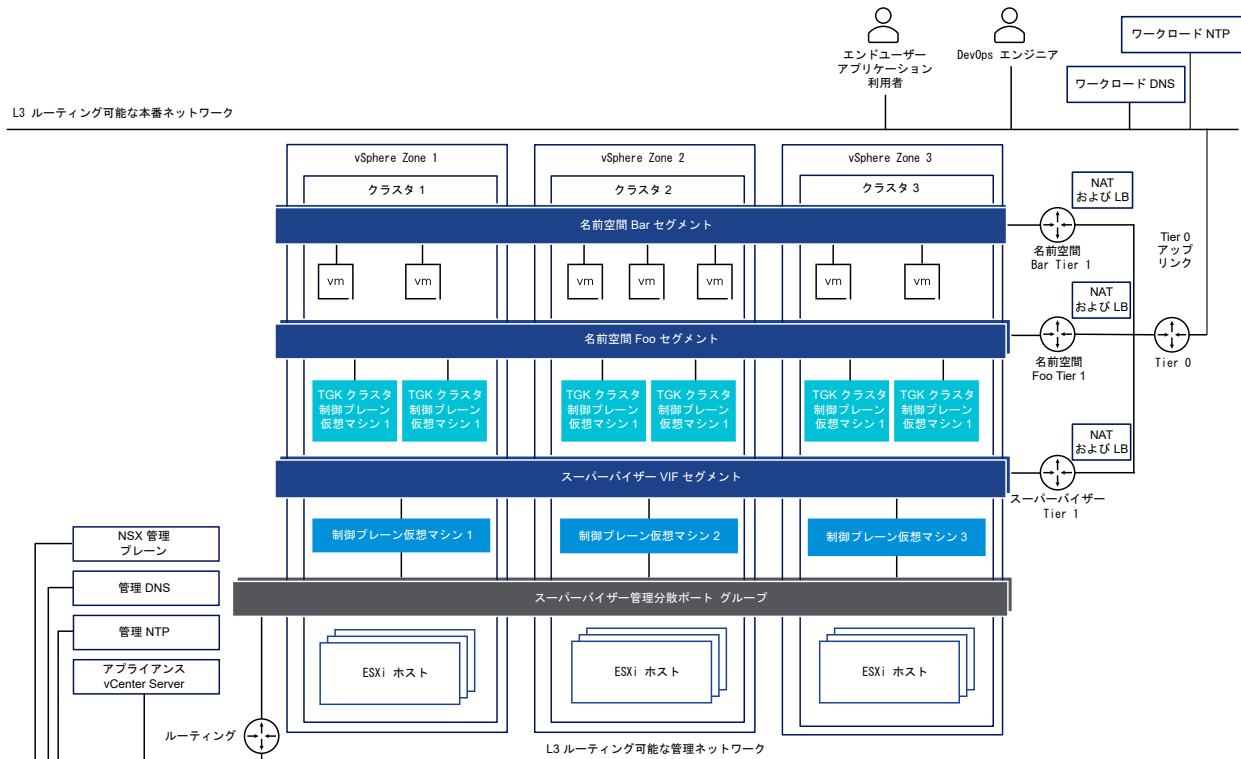 ワークロード NTP
エンドユーザー
アプリケーション
利用者
DevOps エンジニア
ワークロード DNS
L3 ルーティング可能な本番ネットワーク
vSphere Zone 1
vSphere Zone 2
vSphere Zone 3
クラスタ 1
クラスタ 2
クラスタ 3
NAT
および LB
名前空間 Bar セグメント
名前空間
Bar Tier 1
Tier 0
アップ
リンク
vm
vm
vm
vm
vm
vm
vm
NAT
および LB
名前空間 Foo セグメント
名前空間
Foo Tier 1
Tier 0
TGK クラスタ
制御プレーン
仮想マシン 1
TGK クラスタ
制御プレーン
仮想マシン 1
TGK クラスタ
制御プレーン
仮想マシン 1
TGK クラスタ
制御プレーン
仮想マシン 1
TGK クラスタ
制御プレーン
仮想マシン 1
TGK クラスタ
制御プレーン
仮想マシン 1
NAT
および LB
スーパーバイザー VIF セグメント
スーパーバイザー
Tier 1
NSX 管理
プレーン
制御プレーン仮想マシン 1
制御プレーン仮想マシン 2
制御プレーン仮想マシン 3
管理 DNS
スーパーバイザー管理分散ポート グループ
管理 NTP
アプライアンス
vCenter Server
ESXi ホスト
ESXi ホスト
ESXi ホスト
ルーティング
L3 ルーティング可能な管理ネットワーク